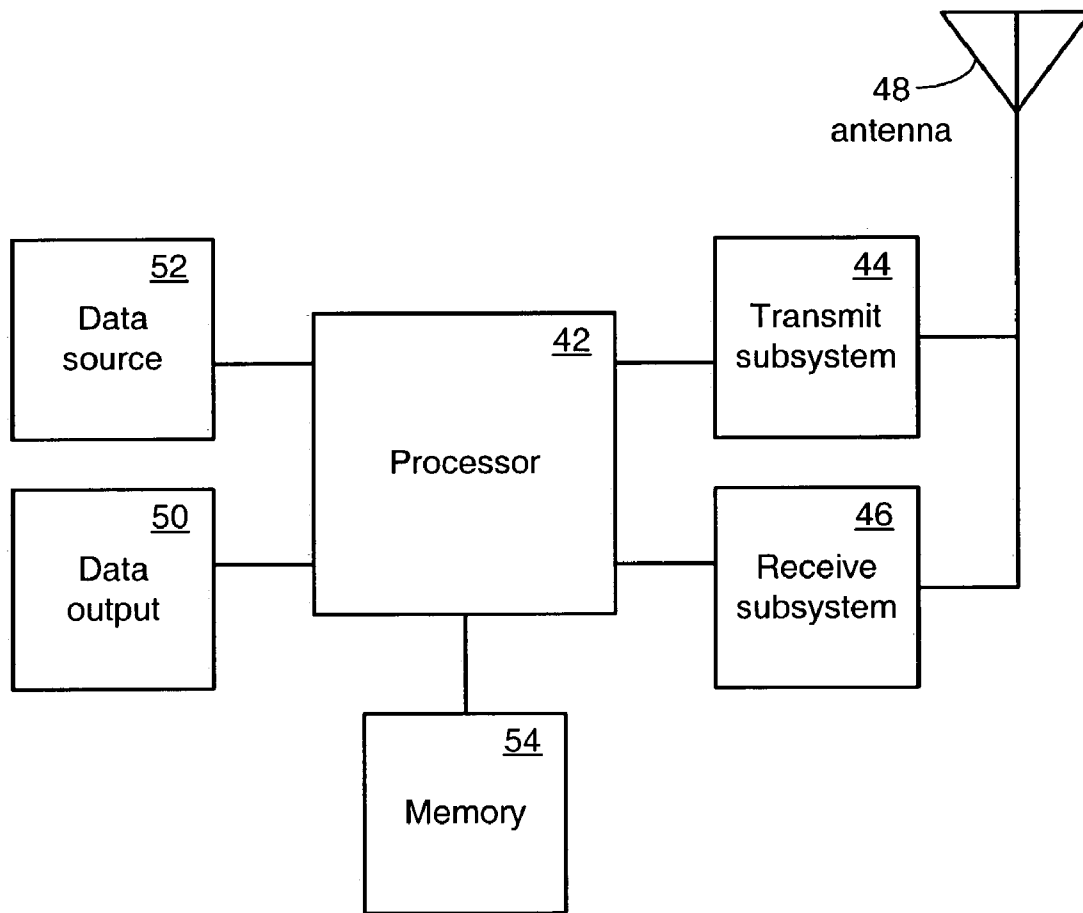 48
antenna
52
Data
source
42
Processor
44
Transmit
subsystem
50
Data
output
46
Receive
subsystem
54
Memory